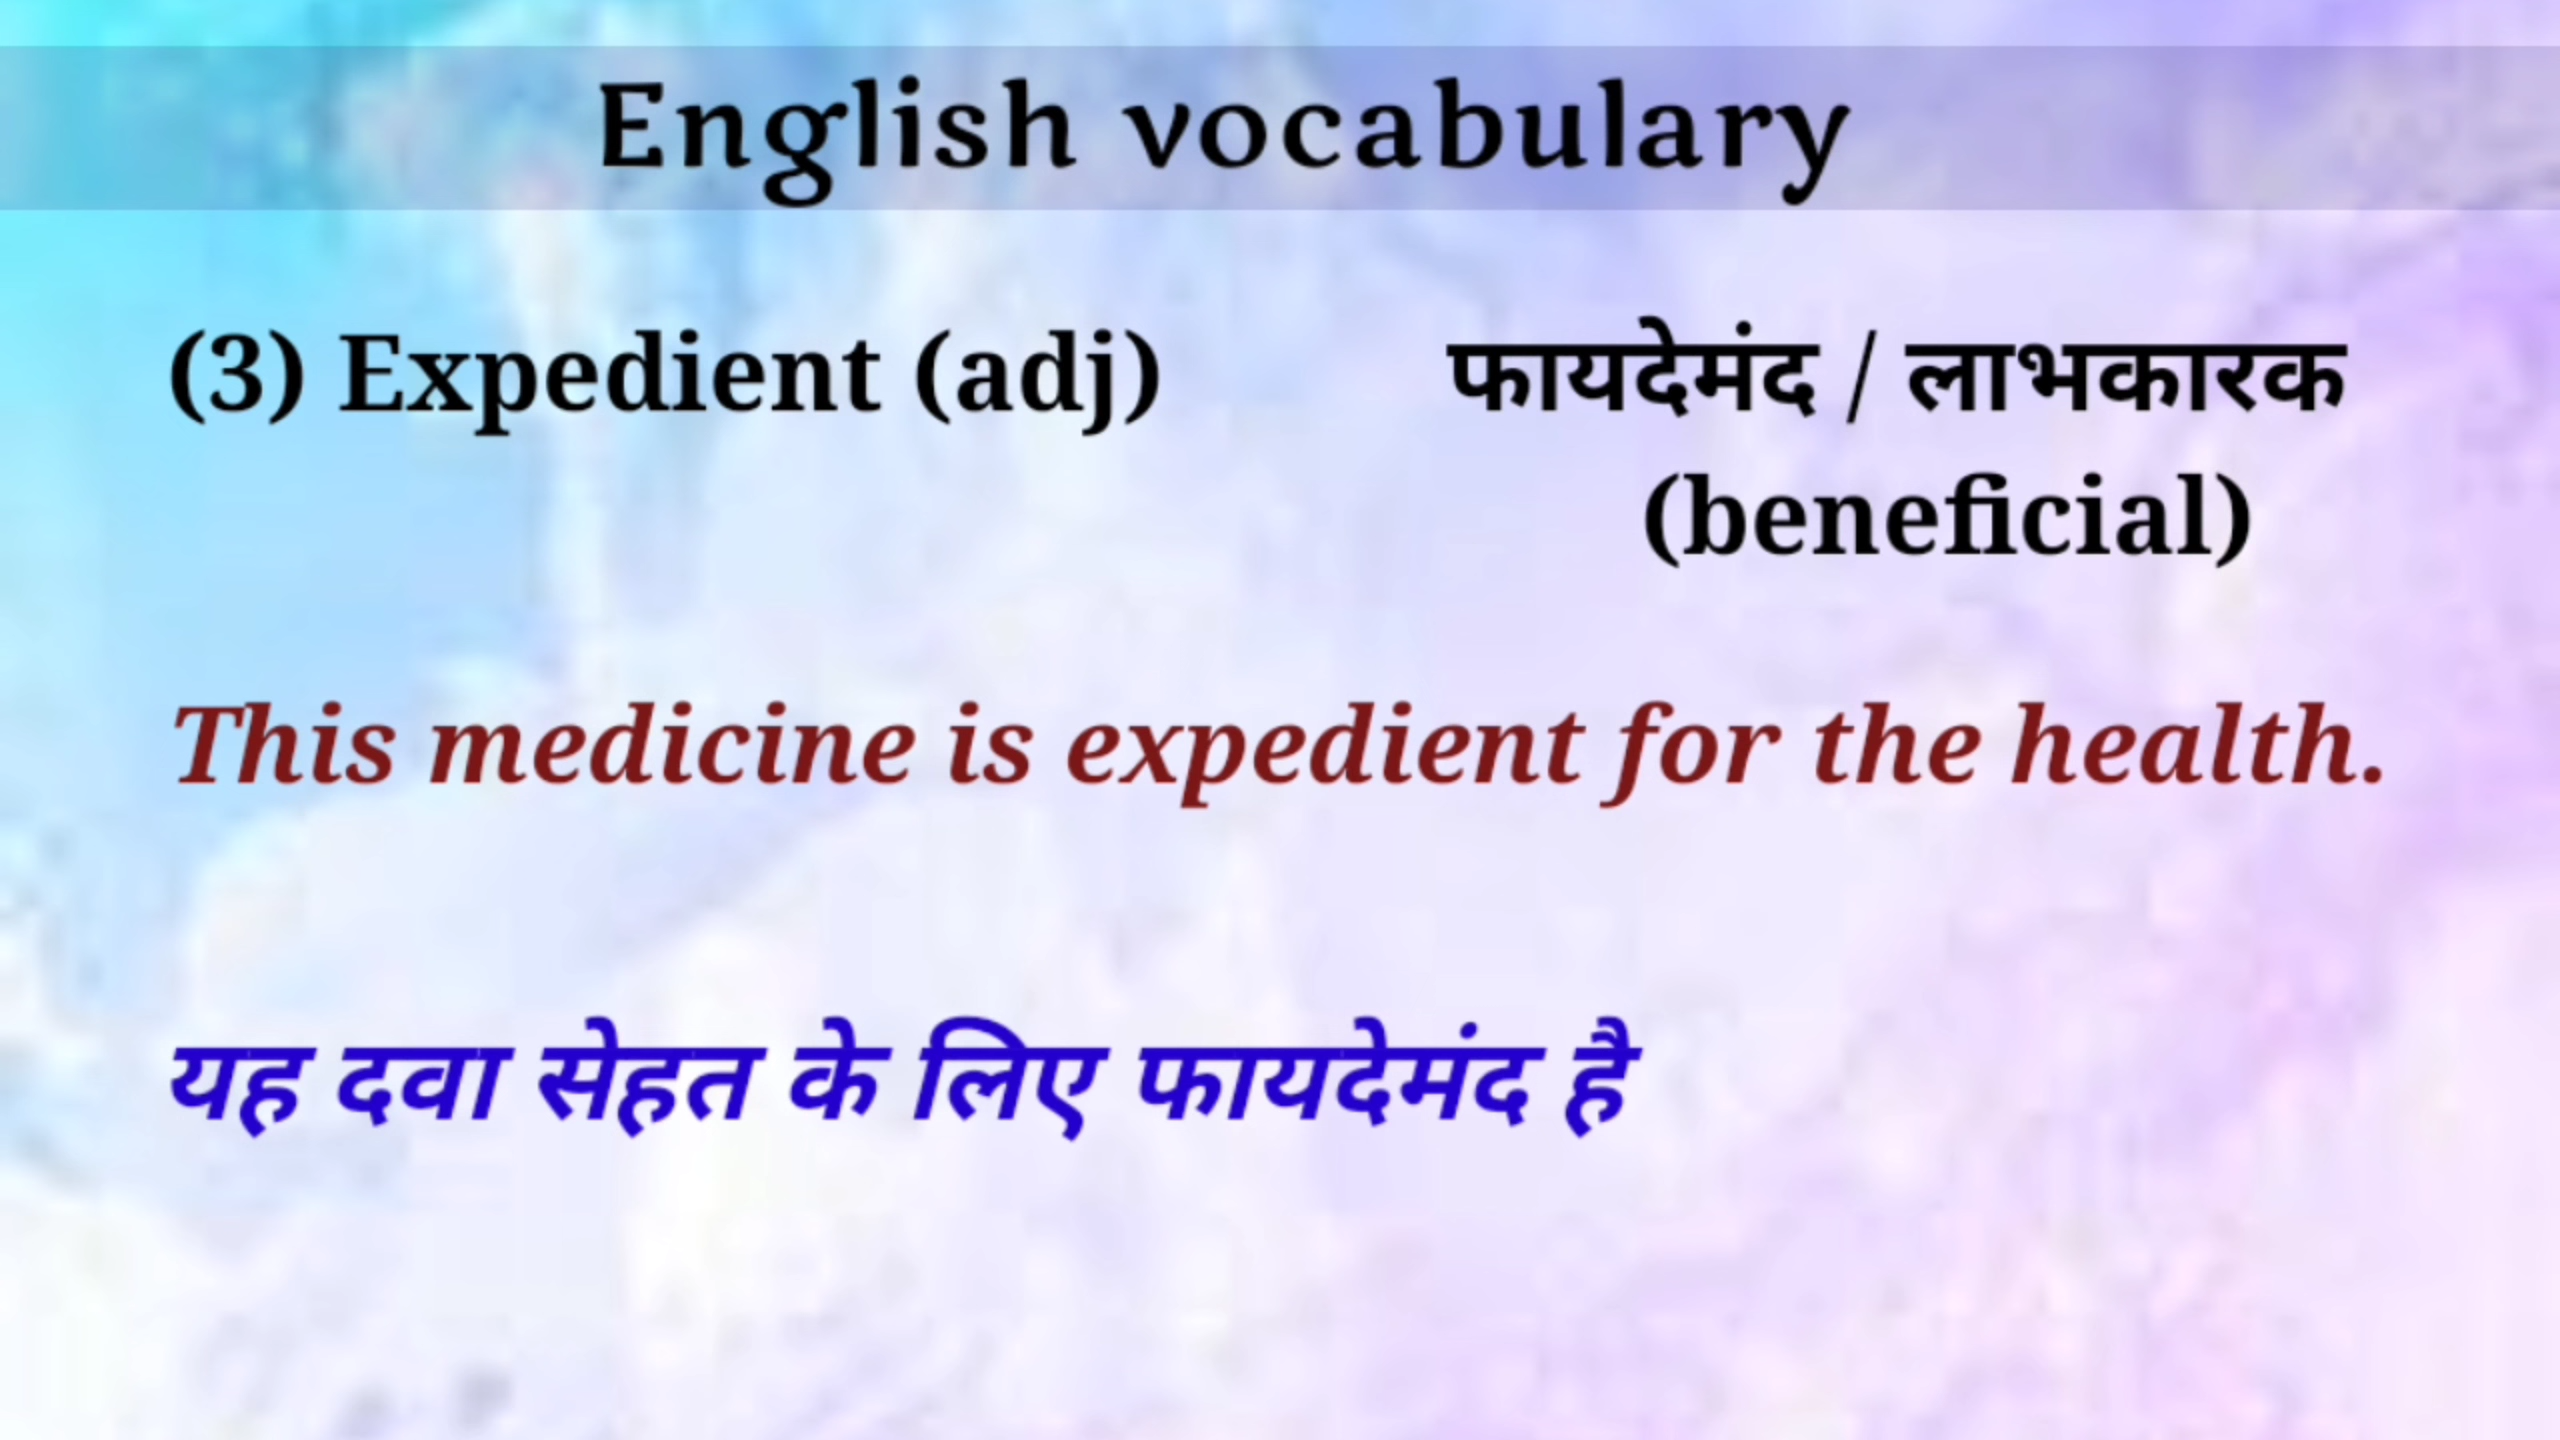 English vocabulary
(3) Expedient (adj) फायदेमंद / लाभकारक
(beneficial)
This medicine is expedient for the health.
यह दवा सेहत के लिए फायदेमंद है